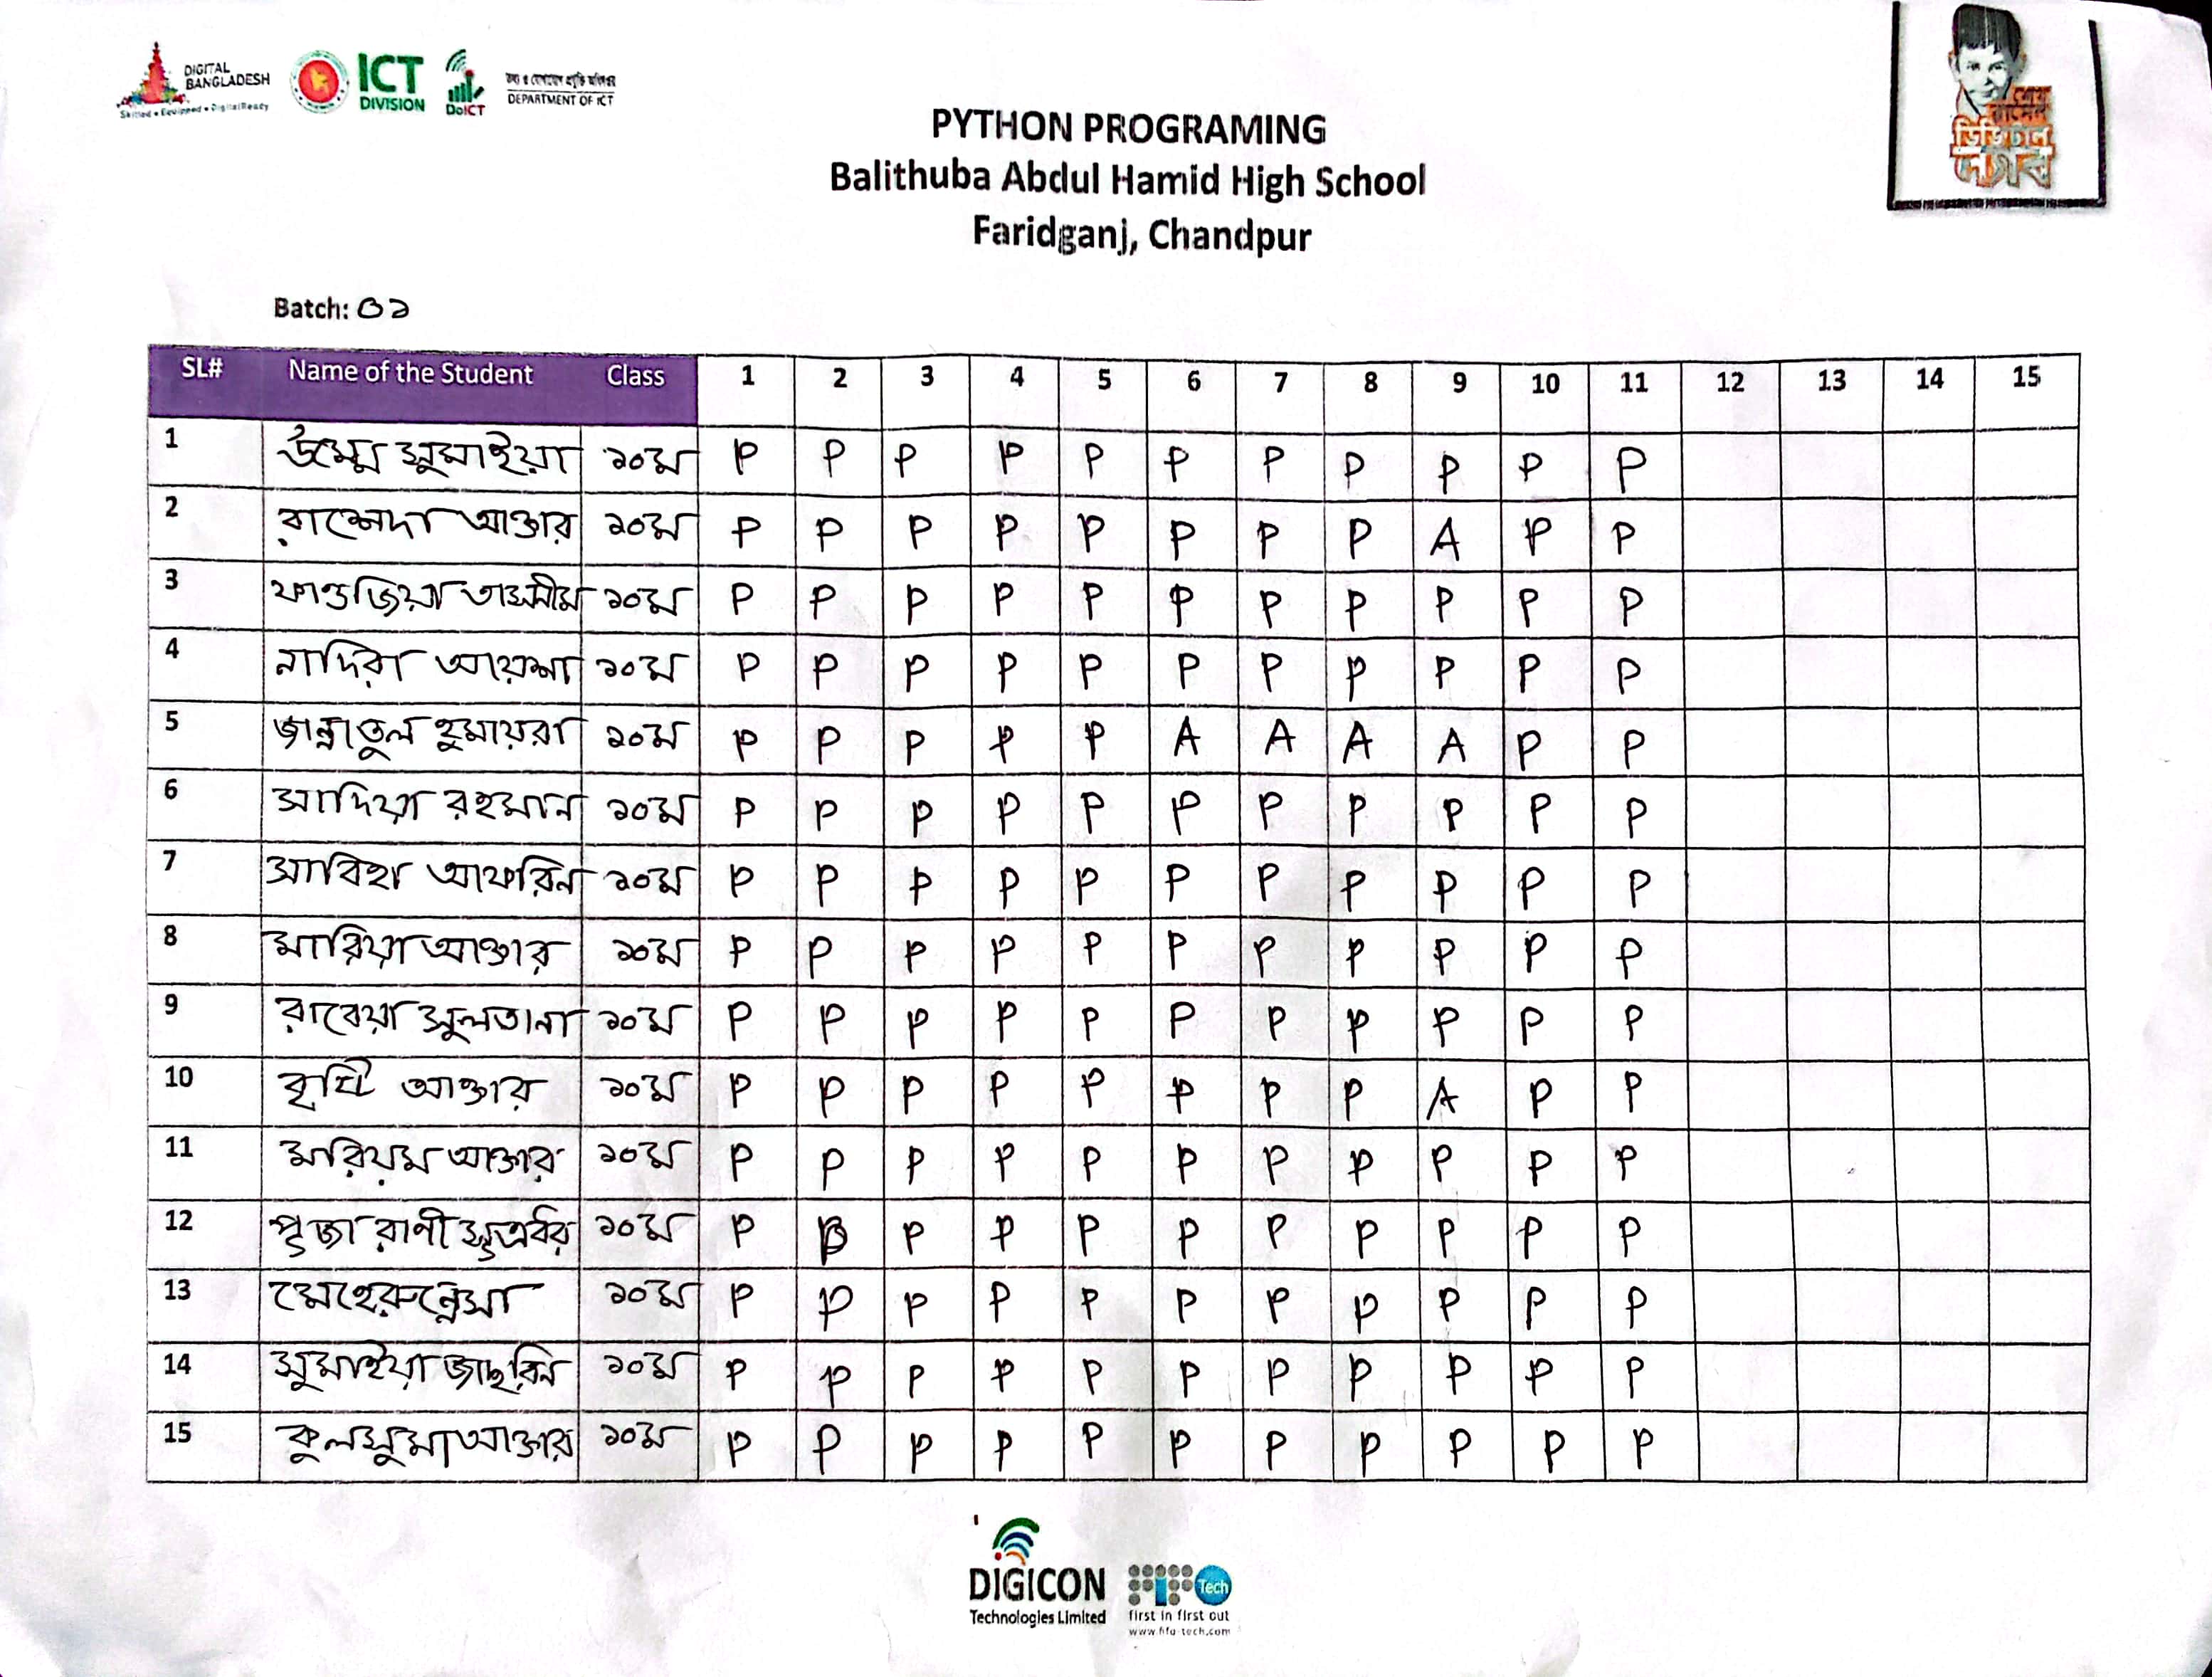 DIGITAL
BANGLADESH
Skilled • Equipped • DigitalReady
ICT
DIVISION
DoICT
তথ্য ও যোগাযোগ প্রযুক্তি অধিদপ্তর
DEPARTMENT OF ICT
শেখ
রাসেল
ডিজিটাল
ল্যাব
PYTHON PROGRAMING
Balithuba Abdul Hamid High School
Faridganj, Chandpur
Batch: ০১
SL# Name of the Student Class 1 2 3 4 5 6 7 8 9 10 11 12 13 14 15
1 উম্মে সুমাইয়া ১০ম P P P P P P P P P P P
2 রাশেদা আক্তার ১০ম P P P P P P P P A P P
3 ফাওজিয়া তাসনীম ১০ম P P P P P P P P P P P
4 নাদিরা আয়েশা ১০ম P P P P P P P P P P P
5 জান্নাতুল হুমায়রা ১০ম P P P P P A A A A P P
6 সাদিয়া রহমান ১০ম P P P P P P P P P P P
7 সাবিহা আফরিন ১০ম P P P P P P P P P P P
8 মারিয়া আক্তার ১০ম P P P P P P P P P P P
9 রাবেয়া সুলতানা ১০ম P P P P P P P P P P P
10 বৃষ্টি আক্তার ১০ম P P P P P P P P A P P
11 মরিয়ম আক্তার ১০ম P P P P P P P P P P P
12 পূজা রাণী সূত্রধর ১০ম P P P P P P P P P P P
13 মেহেরুন্নেসা ১০ম P P P P P P P P P P P
14 সুমাইয়া জাহরিন ১০ম P P P P P P P P P P P
15 কুলসুমা আক্তার ১০ম P P P P P P P P P P P
DIGICON
Technologies Limited
FIFO Tech
first in first out
www.fifo-tech.com